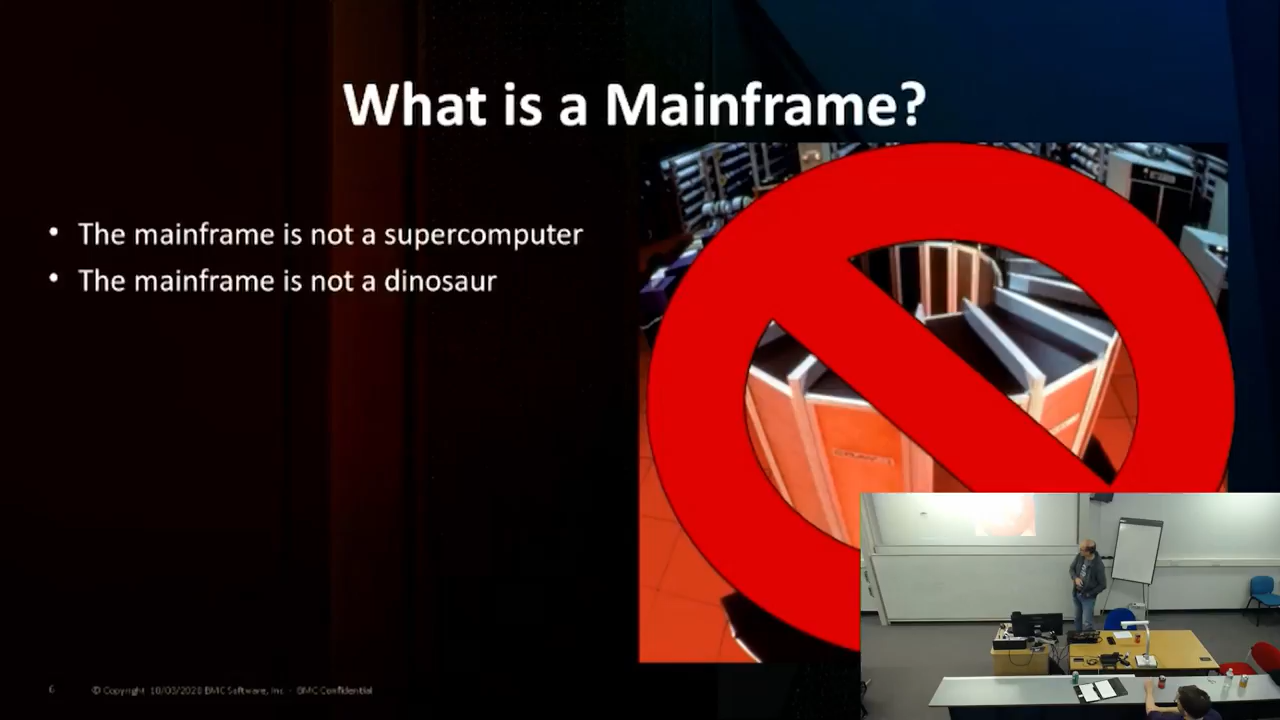 What is a Mainframe?
• The mainframe is not a supercomputer
• The mainframe is not a dinosaur
6 © Copyright 10/03/2020 BMC Software, Inc - BMC Confidential